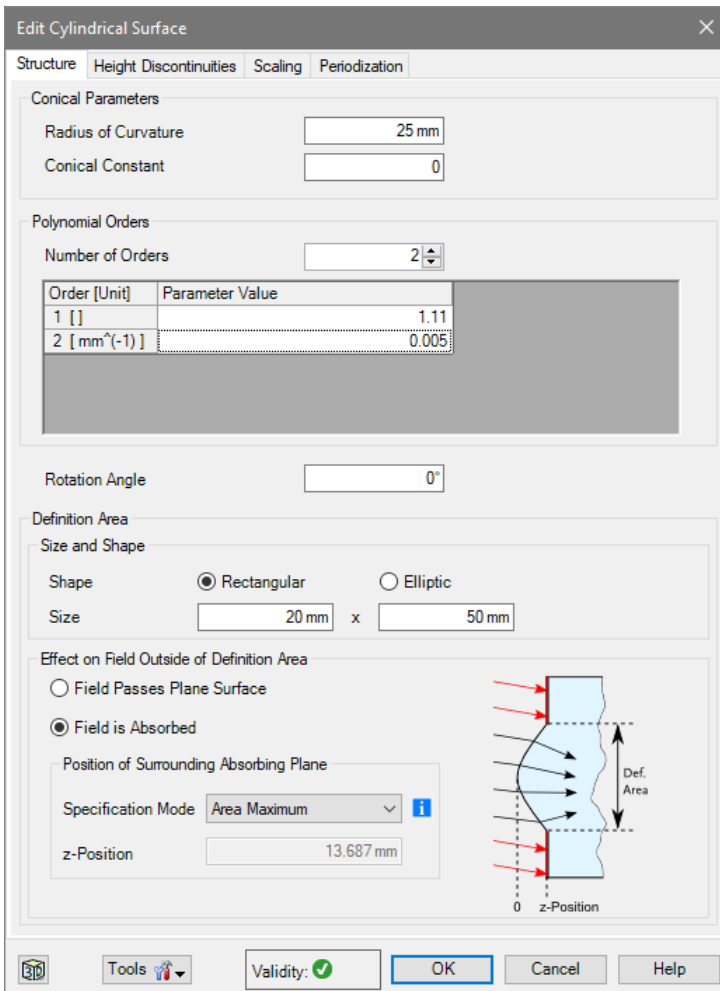 Edit Cylindrical Surface
Structure Height Discontinuities Scaling Periodization
Conical Parameters
Radius of Curvature 25 mm
Conical Constant 0
Polynomial Orders
Number of Orders 2
Order [Unit] Parameter Value
1 [] 1.11
2 [ mm^(-1) ] 0.005
Rotation Angle 0°
Definition Area
Size and Shape
Shape Rectangular Elliptic
Size 20 mm x 50 mm
Effect on Field Outside of Definition Area
Field Passes Plane Surface
Field is Absorbed
Position of Surrounding Absorbing Plane
Specification Mode Area Maximum i
z-Position 13.687 mm
Def.
Area
0 z-Position
3D Tools Validity: OK Cancel Help